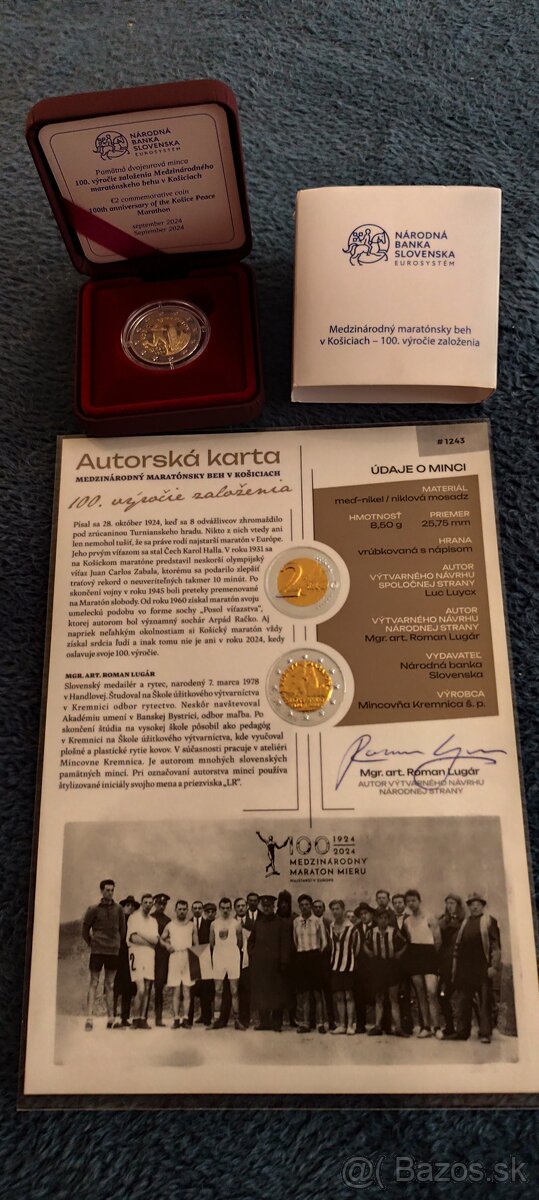 NÁRODNÁ
BANKA
SLOVENSKA
EUROSYSTÉM
Pamätná dvojeurová minca
100. výročie založenia Medzinárodného
maratónskeho behu v Košiciach
€2 commemorative coin
100th anniversary of the Košice Peace
Marathon
september 2024
September 2024
NÁRODNÁ
BANKA
SLOVENSKA
EUROSYSTÉM
Medzinárodný maratónsky beh
v Košiciach – 100. výročie založenia
#1243
Autorská karta
MEDZINÁRODNÝ MARATÓNSKY BEH V KOŠICIACH
100. výročie založenia
Písal sa 28. október 1924, keď sa 8 odvážlivcov zhromaždilo
pod zrúcaninou Turnianskeho hradu. Nikto z nich vtedy ani
len nemohol tušiť, že sa práve rodí najstarší maratón v Európe.
Jeho prvým víťazom sa stal Čech Karol Halla. V roku 1931 sa
na Košickom maratóne predstavil neskorší olympijský
víťaz Juan Carlos Zabala, ktorému sa podarilo zlepšiť
traťový rekord o neuveriteľných takmer 10 minút. Po
skončení vojny v roku 1945 bol preteky premenované
na Maratón slobody. Od roku 1960 získal maratón svoju
umeleckú podobu vo forme sochy „Posol víťazstva“,
ktorej autorom bol významný sochár Arpád Račko. Aj
napriek neľahkým okolnostiam si Košický maratón vždy
získal srdcia ľudí a inak tomu nie je ani v roku 2024, kedy
oslavuje svoje 100. výročie.
MGR. ART. ROMAN LUGÁR
Slovenský medailér a rytec, narodený 7. marca 1978
v Handlovej. Študoval na Škole úžitkového výtvarníctva
v Kremnici odbor rytectvo. Neskôr navštevoval
Akadémiu umení v Banskej Bystrici, odbor maľba. Po
skončení štúdia na vysokej škole pôsobil ako pedagóg
v Kremnici na Škole úžitkového výtvarníctva, kde vyučoval
plošné a plastické rytie kovov. V súčasnosti pracuje v ateliéri
Mincovne Kremnica. Je autorom mnohých slovenských
pamätných mincí. Pri označovaní autorstva mincí používa
štylizované iniciály svojho mena a priezviska „LR“.
ÚDAJE O MINCI
MATERIÁL
meď-nikel / niklová mosadz
HMOTNOSŤ PRIEMER
8,50 g 25,75 mm
HRANA
vrúbkovaná s nápisom
AUTOR
VÝTVARNÉHO NÁVRHU
SPOLOČNEJ STRANY
Luc Luycx
AUTOR
VÝTVARNÉHO NÁVRHU
NÁRODNEJ STRANY
Mgr. art. Roman Lugár
VYDAVATEĽ
Národná banka
Slovenska
VÝROBCA
Mincovňa Kremnica š. p.
Mgr. art. Roman Lugár
AUTOR VÝTVARNÉHO NÁVRHU
NÁRODNEJ STRANY
100 1924
2024
MEDZINÁRODNÝ
MARATON MIERU
NAJSTARŠÍ V EURÓPE
@( Bazos.sk